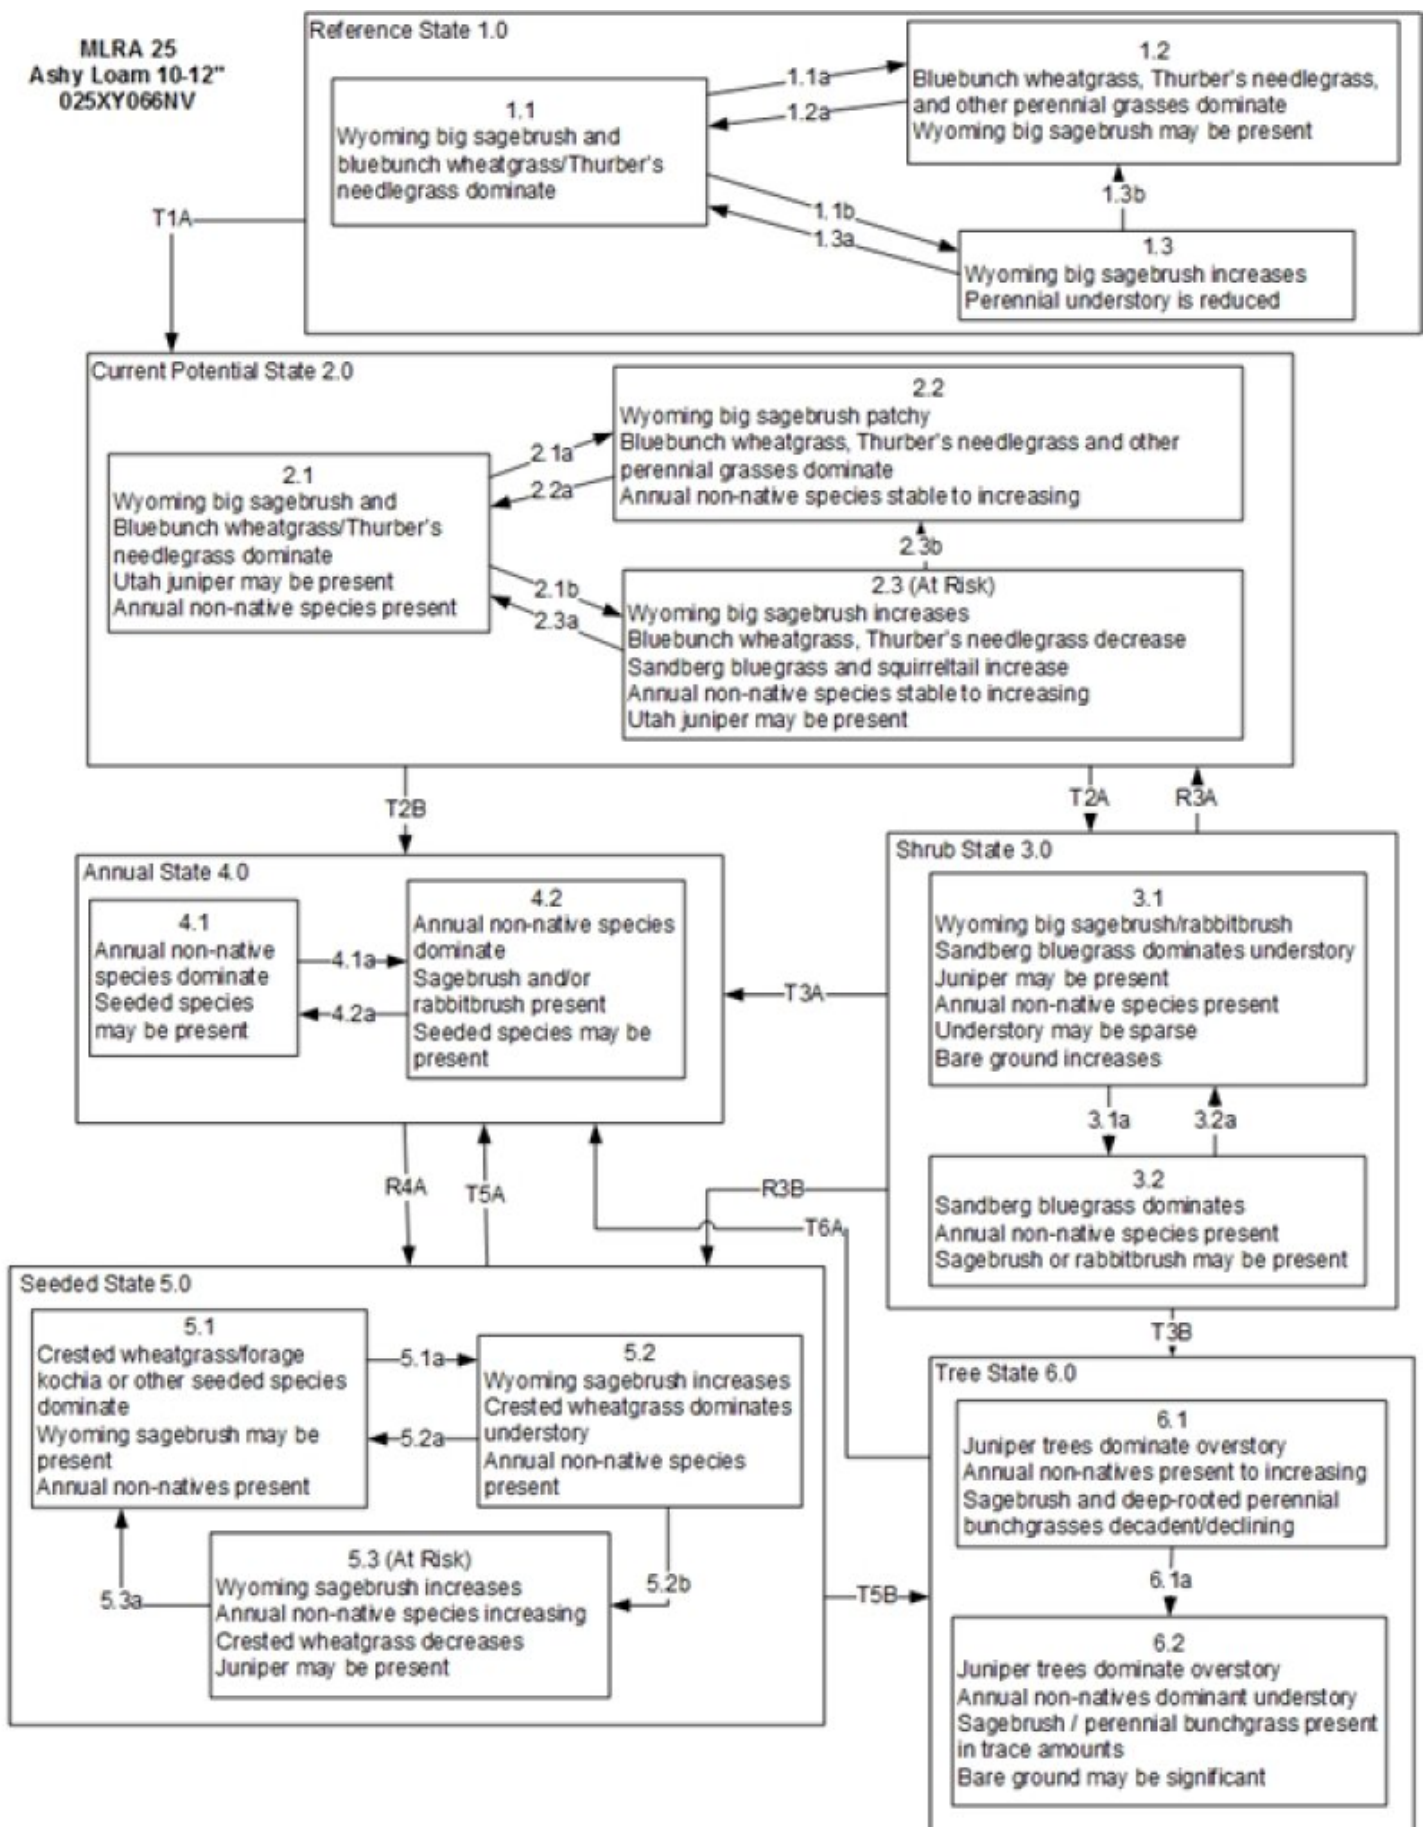 MLRA 25
Ashy Loam 10-12"
025XY066NV
Reference State 1.0
1.1
Wyoming big sagebrush and
bluebunch wheatgrass/Thurber's
needlegrass dominate
1.1a
1.2a
1.2
Bluebunch wheatgrass, Thurber's needlegrass,
and other perennial grasses dominate
Wyoming big sagebrush may be present
1.1b
1.3a
1.3b
1.3
Wyoming big sagebrush increases
Perennial understory is reduced
T1A
Current Potential State 2.0
2.1
Wyoming big sagebrush and
Bluebunch wheatgrass/Thurber's
needlegrass dominate
Utah juniper may be present
Annual non-native species present
2.1a
2.2a
2.2
Wyoming big sagebrush patchy
Bluebunch wheatgrass, Thurber's needlegrass and other
perennial grasses dominate
Annual non-native species stable to increasing
2.3b
2.1b
2.3a
2.3 (At Risk)
Wyoming big sagebrush increases
Bluebunch wheatgrass, Thurber's needlegrass decrease
Sandberg bluegrass and squirreltail increase
Annual non-native species stable to increasing
Utah juniper may be present
T2B
T2A
R3A
Annual State 4.0
4.1
Annual non-native
species dominate
Seeded species
may be present
4.1a
4.2a
4.2
Annual non-native species
dominate
Sagebrush and/or
rabbitbrush present
Seeded species may be
present
T3A
Shrub State 3.0
3.1
Wyoming big sagebrush/rabbitbrush
Sandberg bluegrass dominates understory
Juniper may be present
Annual non-native species present
Understory may be sparse
Bare ground increases
3.1a
3.2a
3.2
Sandberg bluegrass dominates
Annual non-native species present
Sagebrush or rabbitbrush may be present
R4A
T5A
R3B
T6A
T3B
Seeded State 5.0
5.1
Crested wheatgrass/forage
kochia or other seeded species
dominate
Wyoming sagebrush may be
present
Annual non-natives present
5.1a
5.2a
5.2
Wyoming sagebrush increases
Crested wheatgrass dominates
understory
Annual non-native species
present
5.3a
5.2b
5.3 (At Risk)
Wyoming sagebrush increases
Annual non-native species increasing
Crested wheatgrass decreases
Juniper may be present
T5B
Tree State 6.0
6.1
Juniper trees dominate overstory
Annual non-natives present to increasing
Sagebrush and deep-rooted perennial
bunchgrasses decadent/declining
6.1a
6.2
Juniper trees dominate overstory
Annual non-natives dominant understory
Sagebrush / perennial bunchgrass present
in trace amounts
Bare ground may be significant